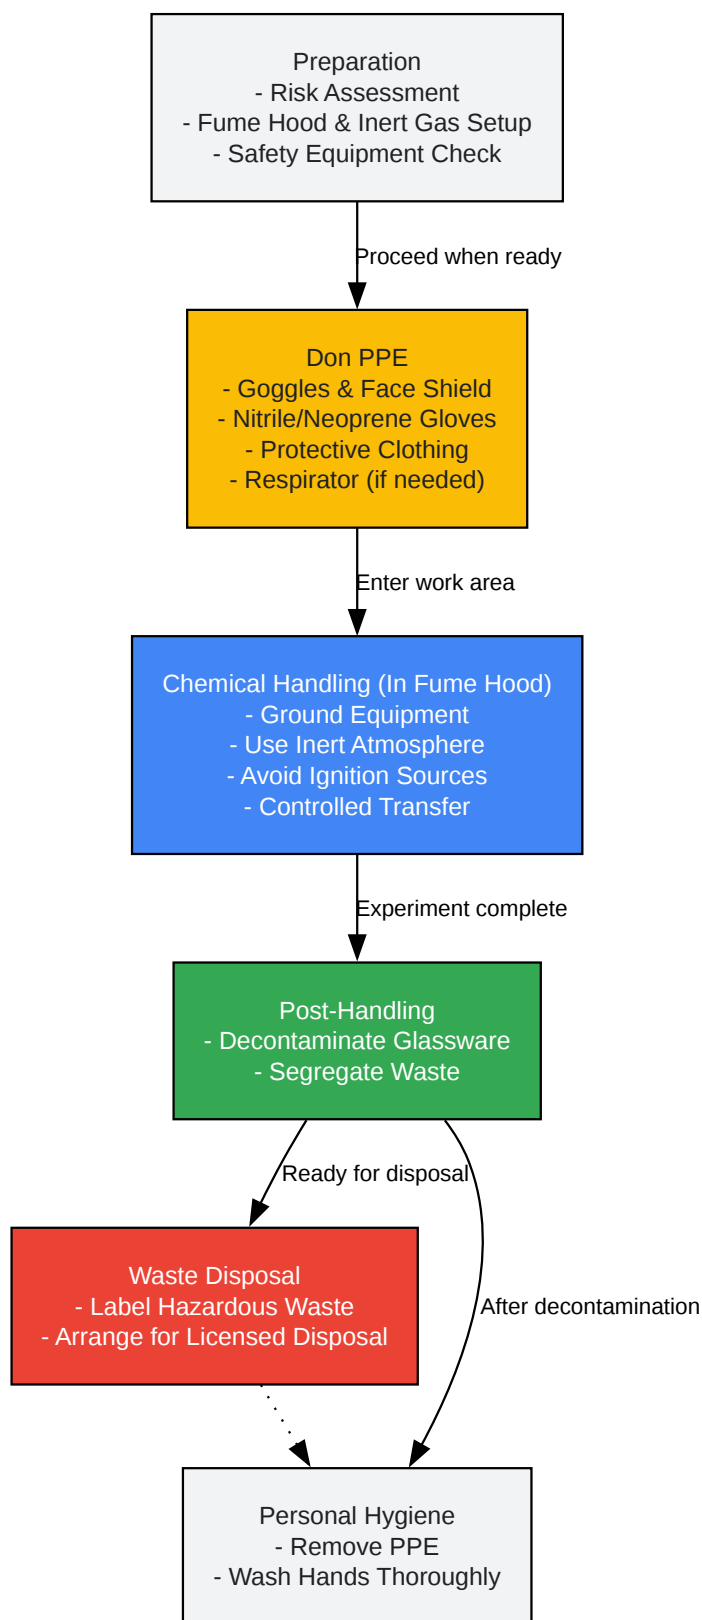 Preparation
- Risk Assessment
- Fume Hood & Inert Gas Setup
- Safety Equipment Check
Proceed when ready
Don PPE
- Goggles & Face Shield
- Nitrile/Neoprene Gloves
- Protective Clothing
- Respirator (if needed)
Enter work area
Chemical Handling (In Fume Hood)
- Ground Equipment
- Use Inert Atmosphere
- Avoid Ignition Sources
- Controlled Transfer
Experiment complete
Post-Handling
- Decontaminate Glassware
- Segregate Waste
Ready for disposal
Waste Disposal
- Label Hazardous Waste
- Arrange for Licensed Disposal
After decontamination
Personal Hygiene
- Remove PPE
- Wash Hands Thoroughly